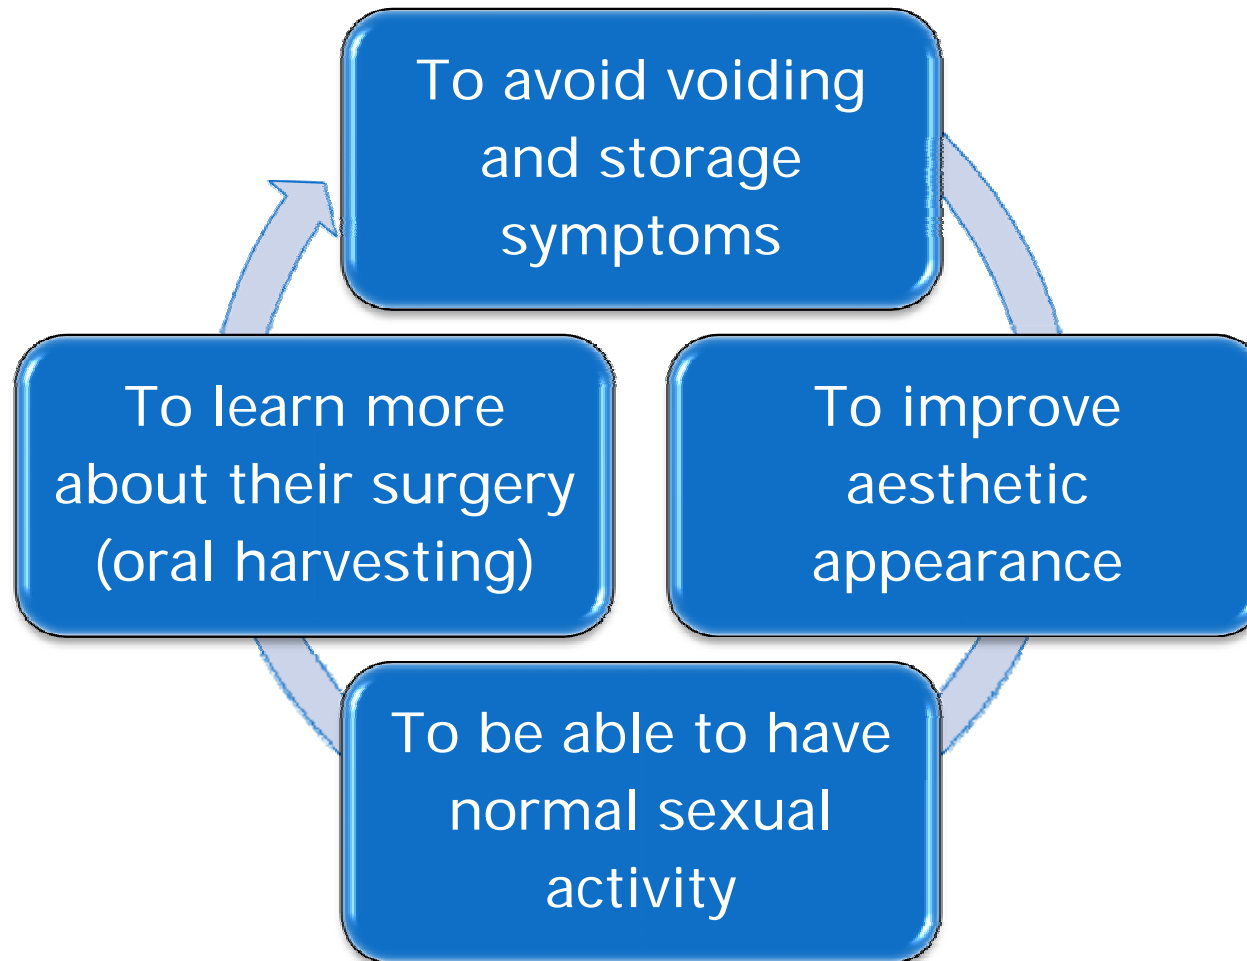 To avoid voiding
and storage
symptoms
To improve
aesthetic
appearance
To be able to have
normal sexual
activity
To learn more
about their surgery
(oral harvesting)